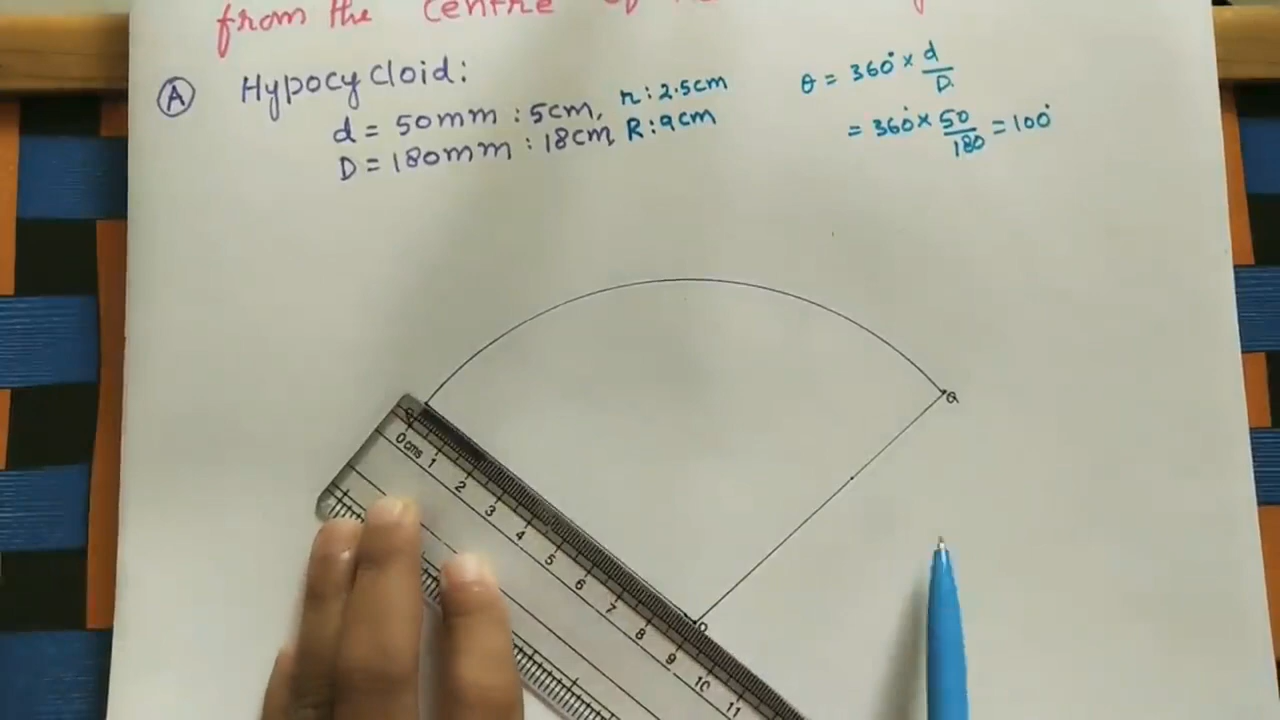 from the centre of
A Hypocycloid:
d = 50mm : 5cm, r : 2.5cm
D = 180mm : 18cm R : 9cm
θ = 360° × d/D
= 360° × 50/180 = 100°
Q
P
O
0 cms 1 2 3 4 5 6 7 8 9 10 11